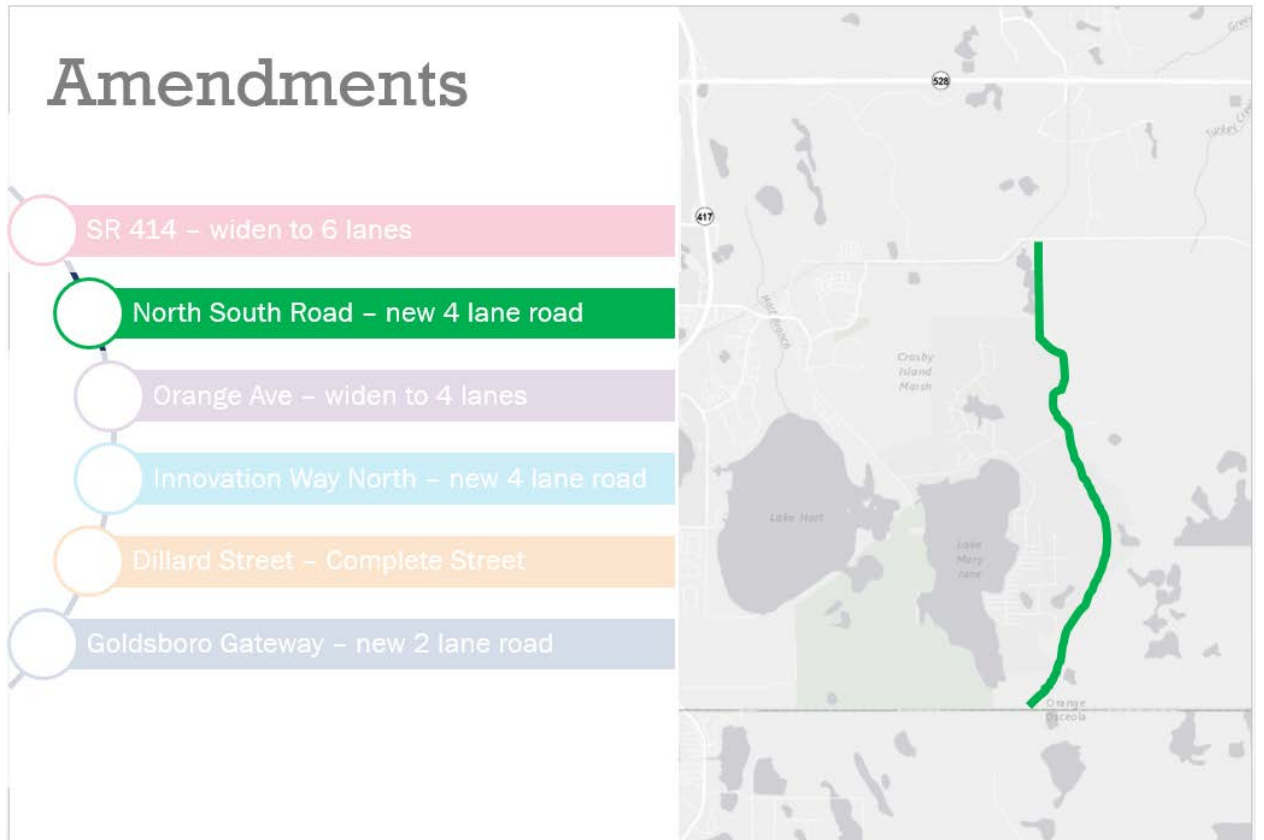 Amendments
SR 414 – widen to 6 lanes
North South Road – new 4 lane road
Orange Ave – widen to 4 lanes
Innovation Way North – new 4 lane road
Dillard Street – Complete Street
Goldsboro Gateway – new 2 lane road
528
417
Hart Branch
Crosby
Island
Marsh
Lake Hart
Lake
Mary
Jane
Orange
Osceola